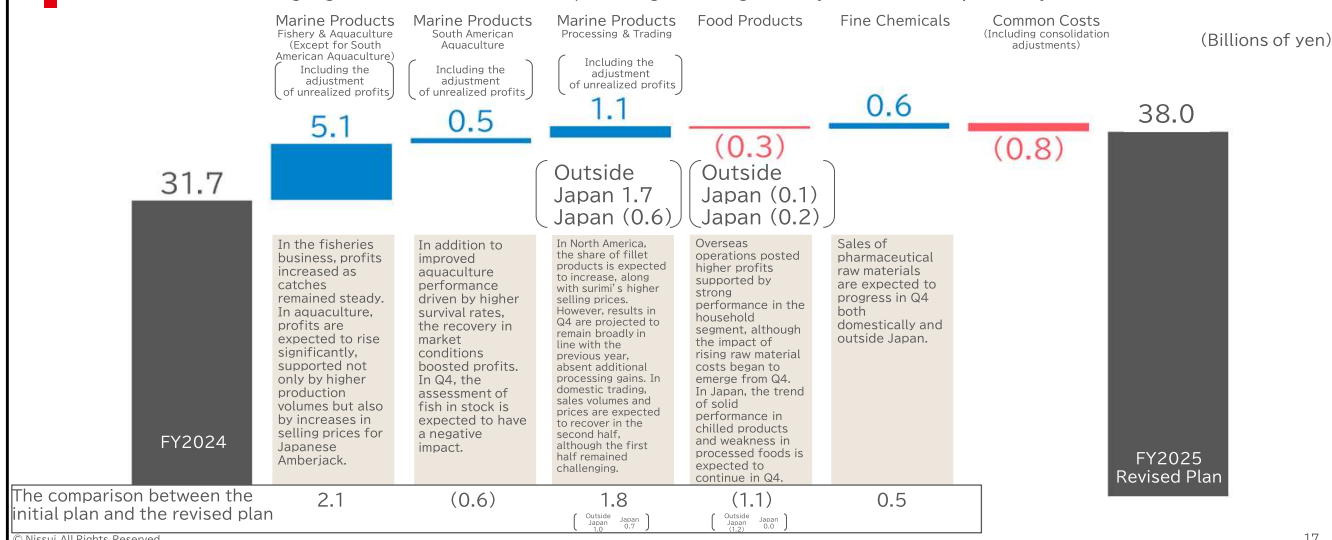 Marine Products
Fishery & Aquaculture
(Except for South
American Aquaculture)
Including the
adjustment
of unrealized profits
Marine Products
South American
Aquaculture
Including the
adjustment
of unrealized profits
Marine Products
Processing & Trading
Including the
adjustment
of unrealized profits
Food Products
Fine Chemicals
Common Costs
(Including consolidation
adjustments)
(Billions of yen)
31.7
5.1
0.5
1.1
(0.3)
0.6
(0.8)
38.0
Outside
Japan 1.7
Japan (0.6)
Outside
Japan (0.1)
Japan (0.2)
FY2024
In the fisheries
business, profits
increased as
catches
remained steady.
In aquaculture,
profits are
expected to rise
significantly,
supported not
only by higher
production
volumes but also
by increases in
selling prices for
Japanese
Amberjack.
In addition to
improved
aquaculture
performance
driven by higher
survival rates,
the recovery in
market
conditions
boosted profits.
In Q4, the
assessment of
fish in stock is
expected to have
a negative
impact.
In North America,
the share of fillet
products is expected
to increase, along
with surimi's higher
selling prices.
However, results in
Q4 are projected to
remain broadly in
line with the
previous year,
absent additional
processing gains. In
domestic trading,
sales volumes and
prices are expected
to recover in the
second half,
although the first
half remained
challenging.
Overseas
operations posted
higher profits
supported by
strong
performance in the
household
segment, although
the impact of
rising raw material
costs began to
emerge from Q4.
In Japan, the trend
of solid
performance in
chilled products
and weakness in
processed foods is
expected to
continue in Q4.
Sales of
pharmaceutical
raw materials
are expected to
progress in Q4
both
domestically and
outside Japan.
FY2025
Revised Plan
The comparison between the
initial plan and the revised plan
2.1
(0.6)
1.8
Outside
Japan
1.0
Japan
0.7
(1.1)
Outside
Japan
(1.2)
Japan
0.0
0.5
© Nissui All Rights Reserved
17